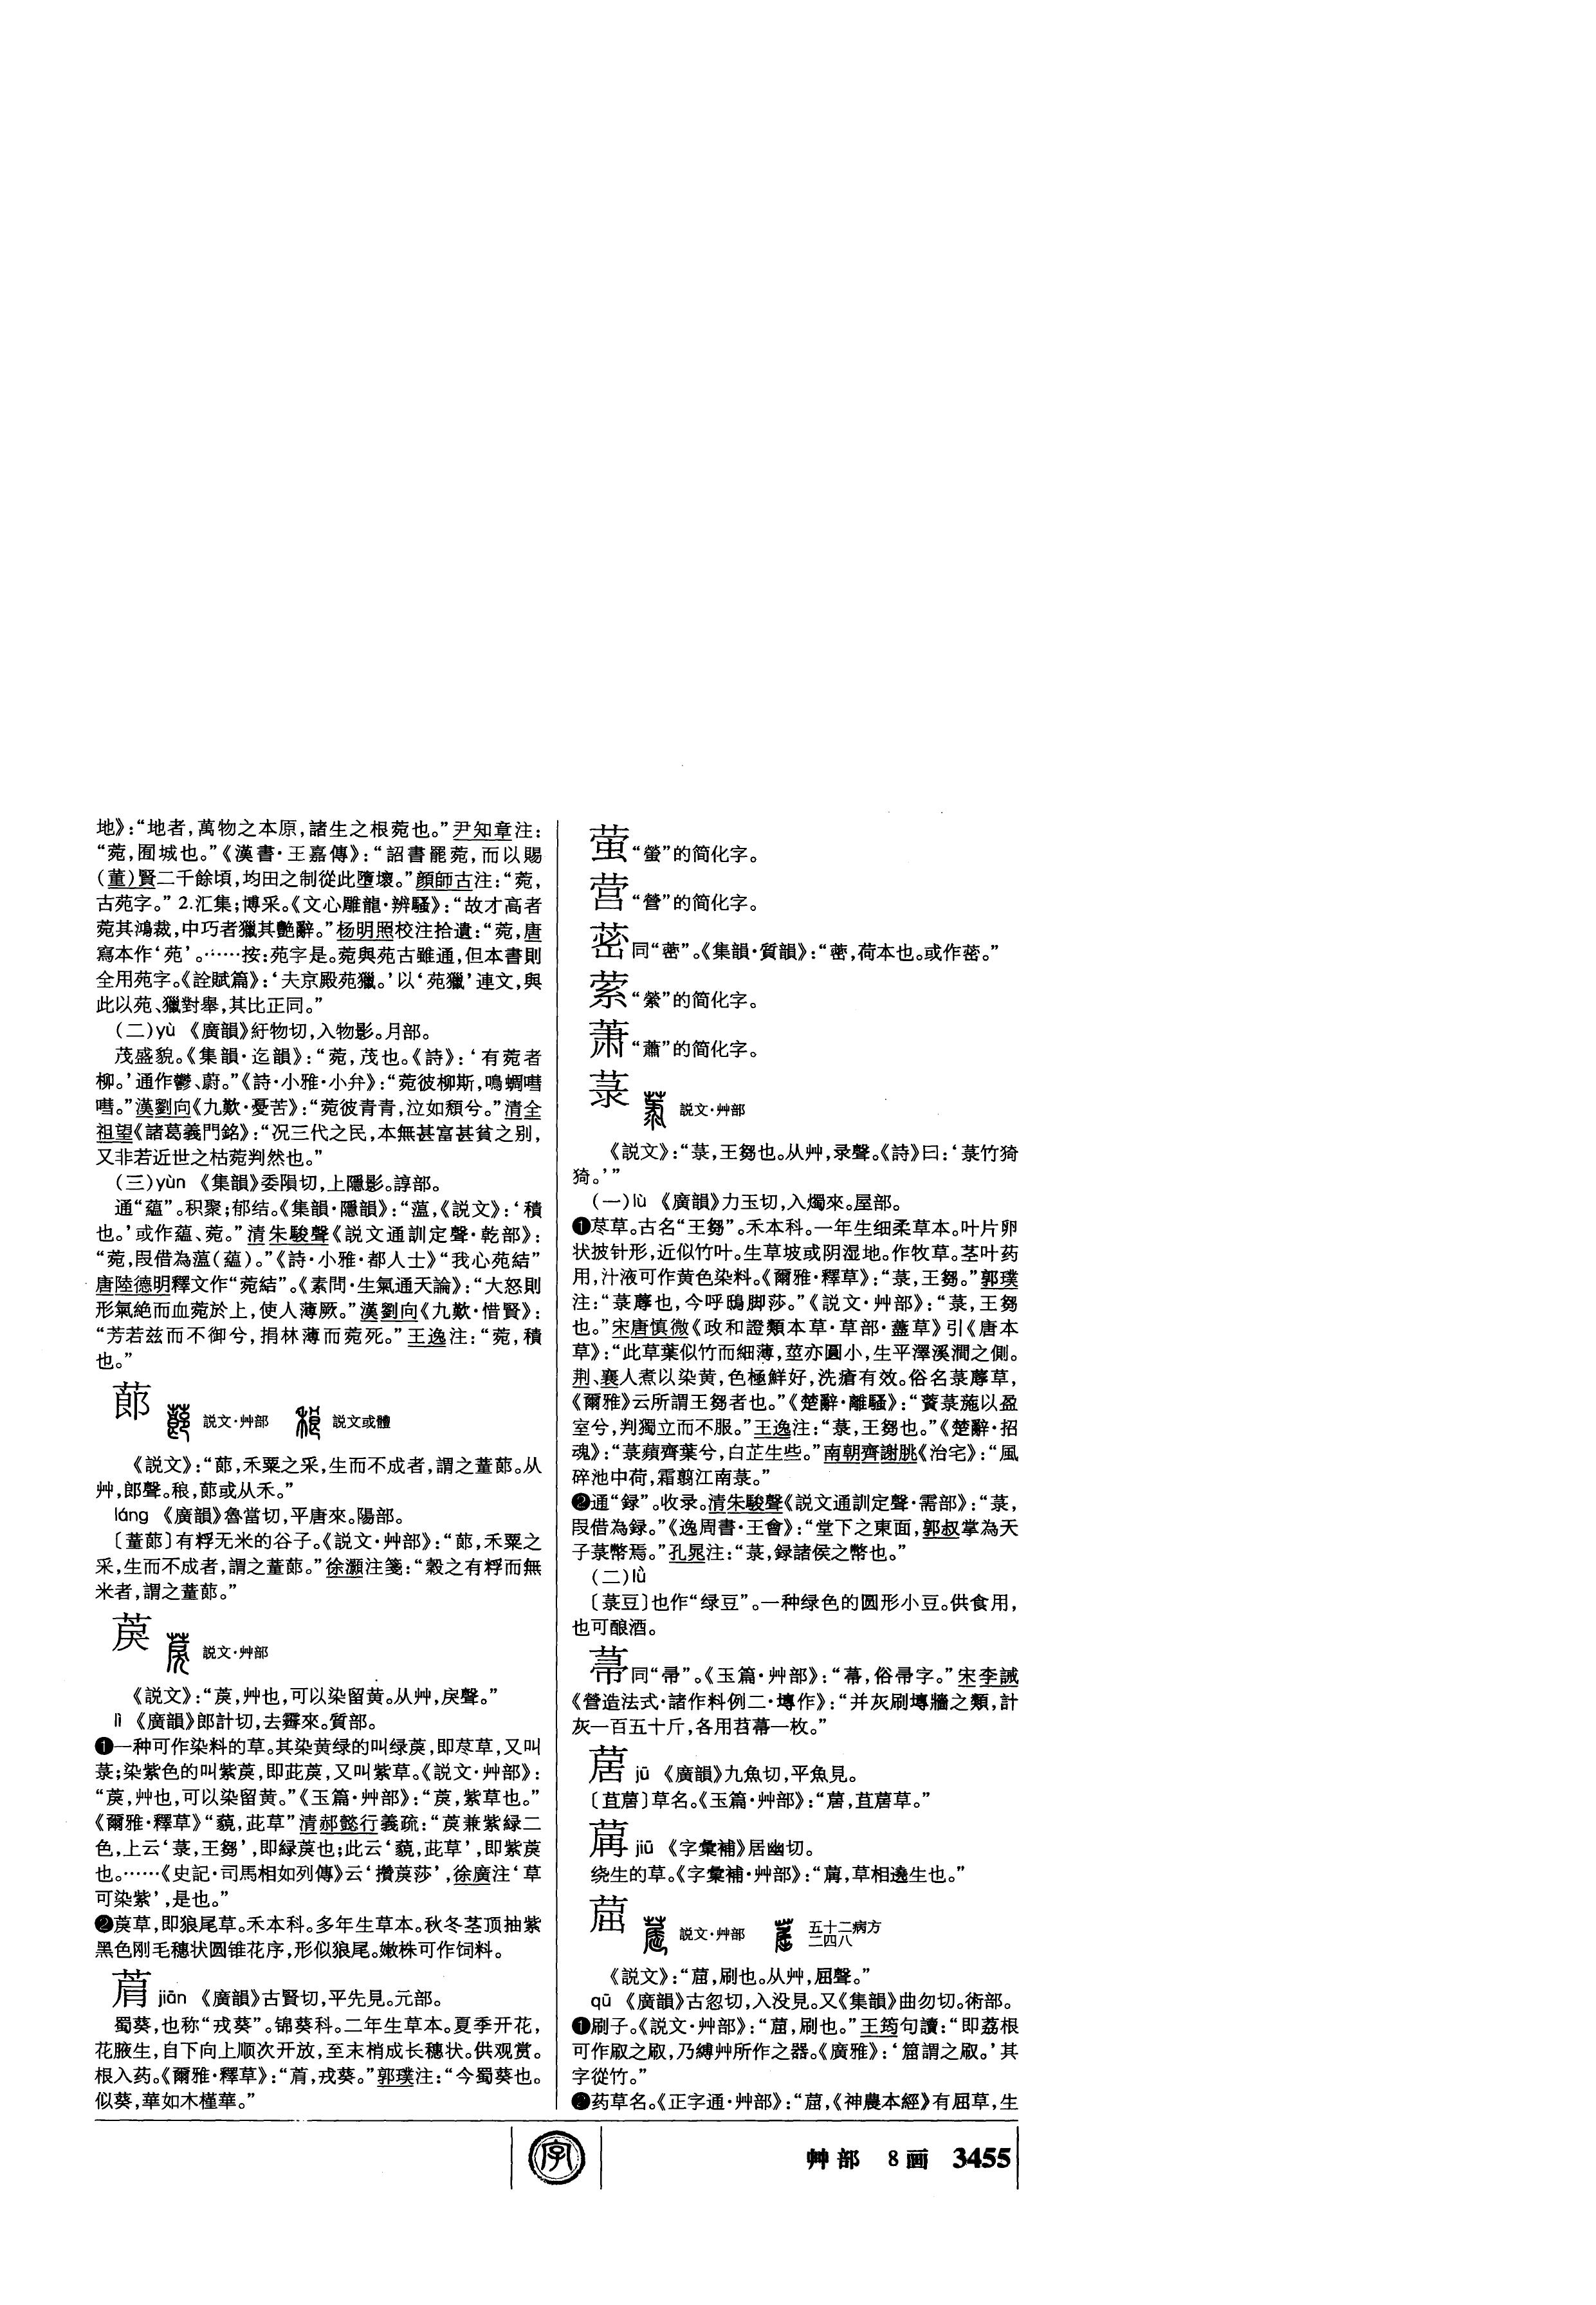 地》：“地者，萬物之本原，諸生之根菀也。”尹知章注：
“菀，囿城也。”《漢書·王嘉傳》：“詔書罷菀，而以賜
（董）賢二千餘頃，均田之制從此墮壞。”顔師古注：“菀，
古苑字。” 2.汇集；博采。《文心雕龍·辨騷》：“故才高者
菀其鴻裁，中巧者獵其艷辭。”杨明照校注拾遺：“菀，唐
寫本作‘苑’。……按：苑字是。菀與苑古雖通，但本書則
全用苑字。《詮賦篇》：‘夫京殿苑獵。’以‘苑獵’連文，與
此以苑、獵對舉，其比正同。”
（二）yù 《廣韻》紆物切，入物影。月部。
茂盛貌。《集韻·迄韻》：“菀，茂也。《詩》：‘有菀者
柳。’通作鬱、蔚。”《詩·小雅·小弁》：“菀彼柳斯，鳴蜩嘒
嘒。”漢劉向《九歎·憂苦》：“菀彼青青，泣如頹兮。”清全
祖望《諸葛義門銘》：“况三代之民，本無甚富甚貧之别，
又非若近世之枯菀判然也。”
（三）yùn 《集韻》委隕切，上隱影。諄部。
通“蕴”。积聚；郁结。《集韻·隱韻》：“薀，《説文》：‘積
也。’或作蕴、菀。”清朱駿聲《説文通訓定聲·乾部》：
“菀，叚借為薀（蕴）。”《詩·小雅·都人士》“我心苑結”
唐陸德明釋文作“菀結”。《素問·生氣通天論》：“大怒則
形氣絶而血菀於上，使人薄厥。”漢劉向《九歎·惜賢》：
“芳若兹而不御兮，捐林薄而菀死。”王逸注：“菀，積
也。”
蓈 説文·艸部 説文或體
《説文》：“蓈，禾粟之采，生而不成者，謂之蕫蓈。从
艸，郎聲。稂，蓈或从禾。”
láng 《廣韻》魯當切，平唐來。陽部。
〔蕫蓈〕有稃无米的谷子。《説文·艸部》：“蓈，禾粟之
采，生而不成者，謂之蕫蓈。”徐灝注箋：“穀之有稃而無
米者，謂之蕫蓈。”
菮 説文·艸部
《説文》：“菮，艸也，可以染留黄。从艸，戾聲。”
lì 《廣韻》郎計切，去霽來。質部。
❶一种可作染料的草。其染黄绿的叫绿菮，即荩草，又叫
菉；染紫色的叫紫菮，即茈菮，又叫紫草。《説文·艸部》：
“菮，艸也，可以染留黄。”《玉篇·艸部》：“菮，紫草也。”
《爾雅·釋草》“藐，茈草”清郝懿行義疏：“菮兼紫緑二
色，上云‘菉，王芻’，即緑菮也；此云‘藐，茈草’，即紫菮
也。……《史記·司馬相如列傳》云‘攢菮莎’，徐廣注‘草
可染紫’，是也。”
❷菮草，即狼尾草。禾本科。多年生草本。秋冬茎顶抽紫
黑色刚毛穗状圆锥花序，形似狼尾。嫩株可作饲料。
菺 jiān 《廣韻》古賢切，平先見。元部。
蜀葵，也称“戎葵”。锦葵科。二年生草本。夏季开花，
花腋生，自下向上顺次开放，至末梢成长穗状。供观赏。
根入药。《爾雅·釋草》：“菺，戎葵。”郭璞注：“今蜀葵也。
似葵，華如木槿華。”
萤“螢”的简化字。
营“營”的简化字。
蓥 同“蔤”。《集韻·質韻》：“蔤，荷本也。或作䓔。”
萦“縈”的简化字。
萧“蕭”的简化字。
菉 説文·艸部
《説文》：“菉，王芻也。从艸，录聲。《詩》曰：‘菉竹猗
猗。’”
（一）lù 《廣韻》力玉切，入燭來。屋部。
❶荩草。古名“王芻”。禾本科。一年生细柔草本。叶片卵
状披针形，近似竹叶。生草坡或阴湿地。作牧草。茎叶药
用，汁液可作黄色染料。《爾雅·釋草》：“菉，王芻。”郭璞
注：“菉蓐也，今呼鴟脚莎。”《説文·艸部》：“菉，王芻
也。”宋唐慎微《政和證類本草·草部·藎草》引《唐本
草》：“此草葉似竹而細薄，莖亦圓小，生平澤溪澗之側。
荆、襄人煮以染黄，色極鮮好，洗瘡有效。俗名菉蓐草，
《爾雅》云所謂王芻者也。”《楚辭·離騷》：“薋菉葹以盈
室兮，判獨立而不服。”王逸注：“菉，王芻也。”《楚辭·招
魂》：“菉蘋齊葉兮，白芷生些。”南朝齊謝朓《治宅》：“風
碎池中荷，霜翦江南菉。”
❷通“録”。收录。清朱駿聲《説文通訓定聲·需部》：“菉，
叚借為録。”《逸周書·王會》：“堂下之東面，郭叔掌為天
子菉幣焉。”孔晁注：“菉，録諸侯之幣也。”
（二）lǜ
〔菉豆〕也作“绿豆”。一种绿色的圆形小豆。供食用，
也可酿酒。
菷 同“帚”。《玉篇·艸部》：“菷，俗帚字。”宋李誡
《營造法式·諸作料例二·塼作》：“并灰刷塼牆之類，計
灰一百五十斤，各用苕菷一枚。”
䓃 jū 《廣韻》九魚切，平魚見。
〔苴䓃〕草名。《玉篇·艸部》：“䓃，苴䓃草。”
jiū 《字彙補》居幽切。
绕生的草。《字彙補·艸部》：“，草相遶生也。”
䓛 説文·艸部 五十二病方
二四八
《説文》：“䓛，刷也。从艸，屈聲。”
qū 《廣韻》古忽切，入没見。又《集韻》曲勿切。術部。
❶刷子。《説文·艸部》：“䓛，刷也。”王筠句讀：“即荔根
可作㕞之㕞，乃縛艸所作之器。《廣雅》：‘䈅謂之㕞。’其
字從竹。”
❷药草名。《正字通·艸部》：“䓛，《神農本經》有屈草，生
字
艸部 8画 3455